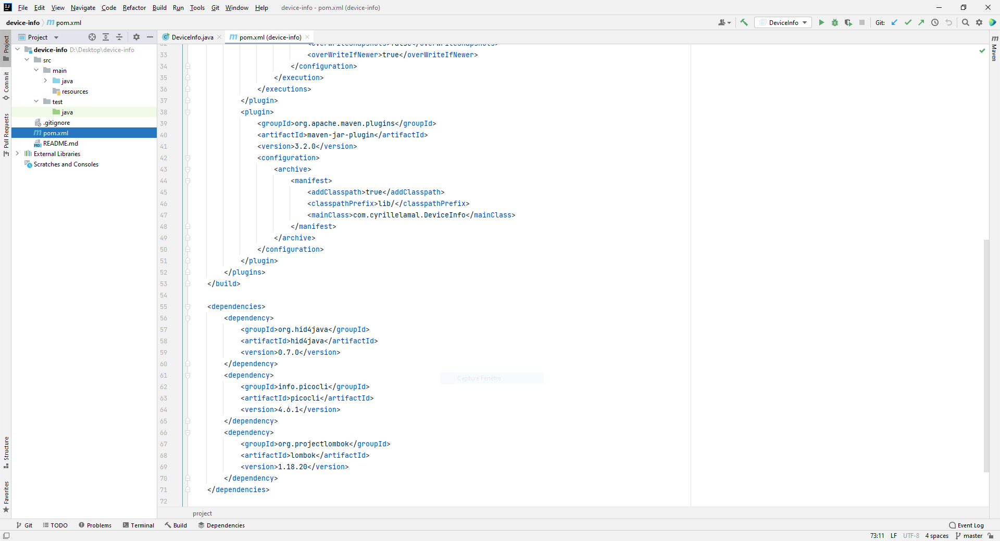 File Edit View Navigate Code Refactor Build Run Tools Git Window Help device-info - pom.xml (device-info)
device-info pom.xml DeviceInfo Git:
Project DeviceInfo.java pom.xml (device-info)
Project
Commit
Pull Requests
Structure
Favorites
device-info D:\Desktop\device-info
src
main
java
resources
test
java
.gitignore
pom.xml
README.md
External Libraries
Scratches and Consoles
32 <overWriteSnapshots>false</overWriteSnapshots>
33 <overWriteIfNewer>true</overWriteIfNewer>
34 </configuration>
35 </execution>
36 </executions>
37 </plugin>
38 <plugin>
39 <groupId>org.apache.maven.plugins</groupId>
40 <artifactId>maven-jar-plugin</artifactId>
41 <version>3.2.0</version>
42 <configuration>
43 <archive>
44 <manifest>
45 <addClasspath>true</addClasspath>
46 <classpathPrefix>lib/</classpathPrefix>
47 <mainClass>com.cyrillelamal.DeviceInfo</mainClass>
48 </manifest>
49 </archive>
50 </configuration>
51 </plugin>
52 </plugins>
53 </build>
54
55 <dependencies>
56 <dependency>
57 <groupId>org.hid4java</groupId>
58 <artifactId>hid4java</artifactId>
59 <version>0.7.0</version>
60 </dependency>
61 <dependency>
Capture Fenêtre
62 <groupId>info.picocli</groupId>
63 <artifactId>picocli</artifactId>
64 <version>4.6.1</version>
65 </dependency>
66 <dependency>
67 <groupId>org.projectlombok</groupId>
68 <artifactId>lombok</artifactId>
69 <version>1.18.20</version>
70 </dependency>
71 </dependencies>
72
project
Maven
Git TODO Problems Terminal Build Dependencies Event Log
73:11 LF UTF-8 4 spaces master